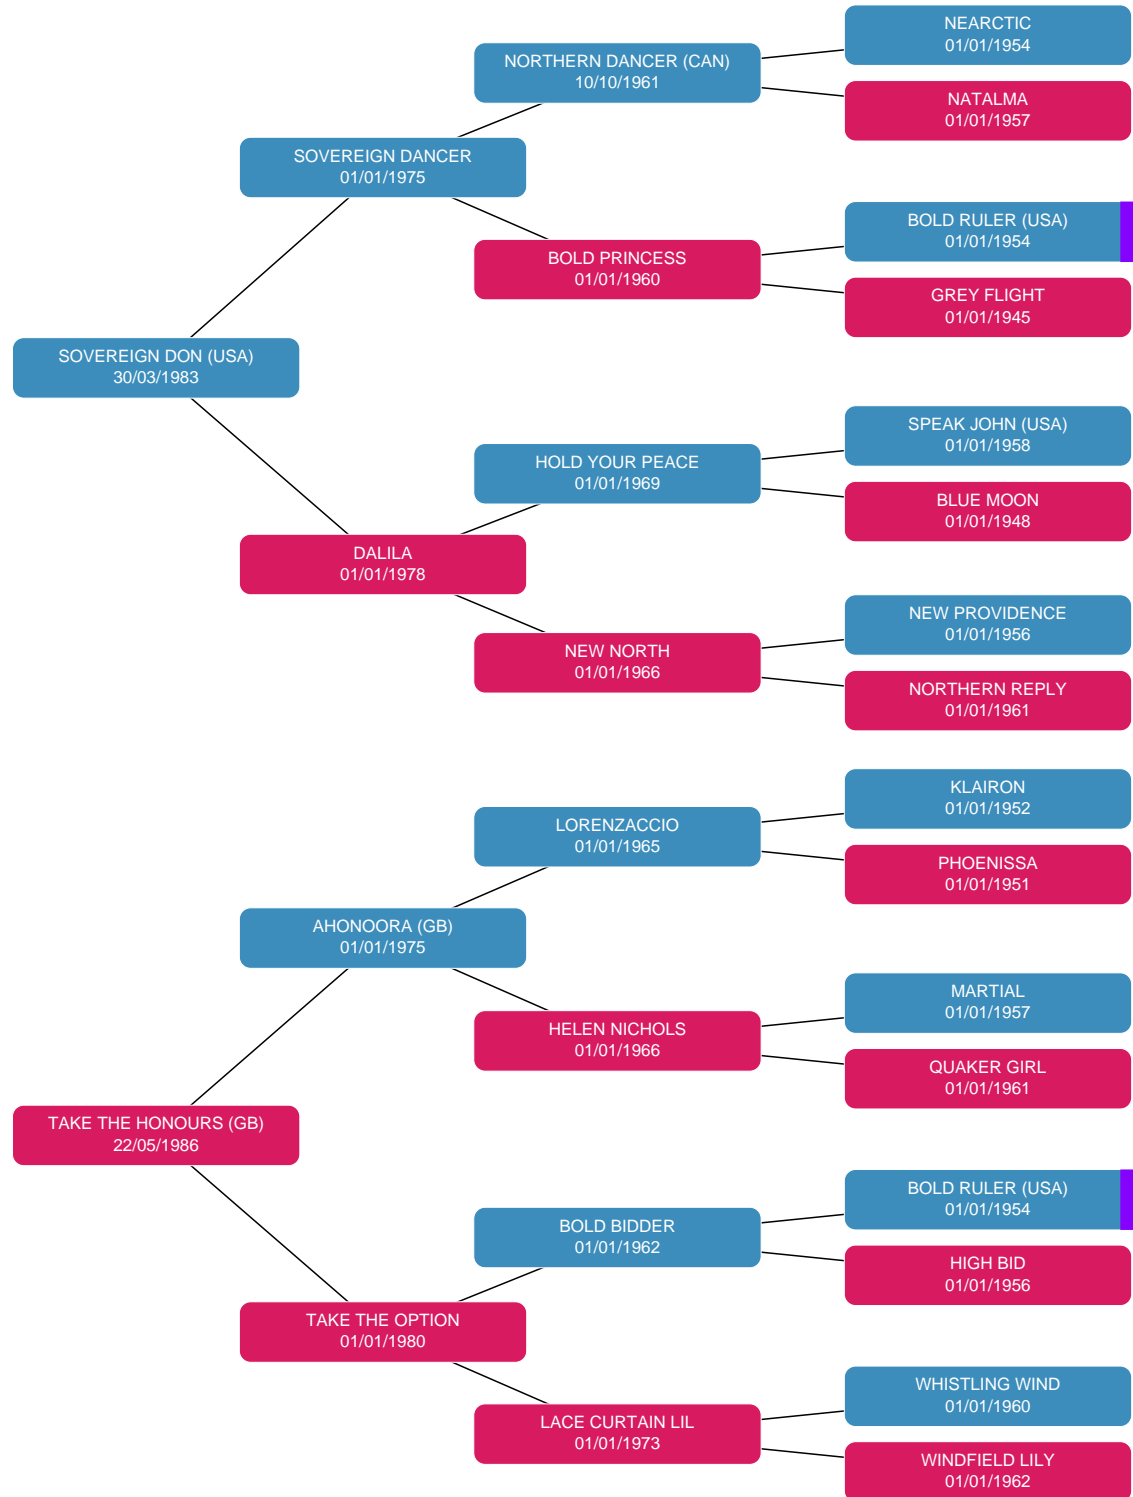 NEARCTIC
01/01/1954
NORTHERN DANCER (CAN)
10/10/1961
NATALMA
01/01/1957
SOVEREIGN DANCER
01/01/1975
BOLD RULER (USA)
01/01/1954
BOLD PRINCESS
01/01/1960
GREY FLIGHT
01/01/1945
SOVEREIGN DON (USA)
30/03/1983
SPEAK JOHN (USA)
01/01/1958
HOLD YOUR PEACE
01/01/1969
BLUE MOON
01/01/1948
DALILA
01/01/1978
NEW PROVIDENCE
01/01/1956
NEW NORTH
01/01/1966
NORTHERN REPLY
01/01/1961
KLAIRON
01/01/1952
LORENZACCIO
01/01/1965
PHOENISSA
01/01/1951
AHONOORA (GB)
01/01/1975
MARTIAL
01/01/1957
HELEN NICHOLS
01/01/1966
QUAKER GIRL
01/01/1961
TAKE THE HONOURS (GB)
22/05/1986
BOLD RULER (USA)
01/01/1954
BOLD BIDDER
01/01/1962
HIGH BID
01/01/1956
TAKE THE OPTION
01/01/1980
WHISTLING WIND
01/01/1960
LACE CURTAIN LIL
01/01/1973
WINDFIELD LILY
01/01/1962